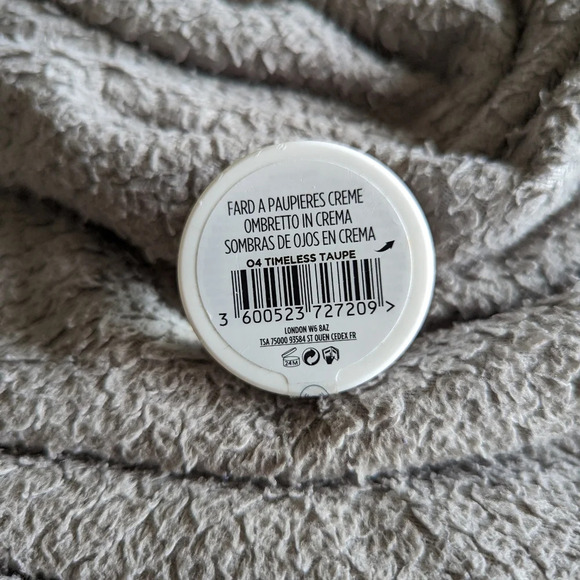 FARD A PAUPIERES CREME
OMBRETTO IN CREMA
SOMBRAS DE OJOS EN CREMA
04 TIMELESS TAUPE
3 600523 727209 >
LONDON W6 8AZ
TSA 75000 93584 ST OUEN CEDEX FR
24M